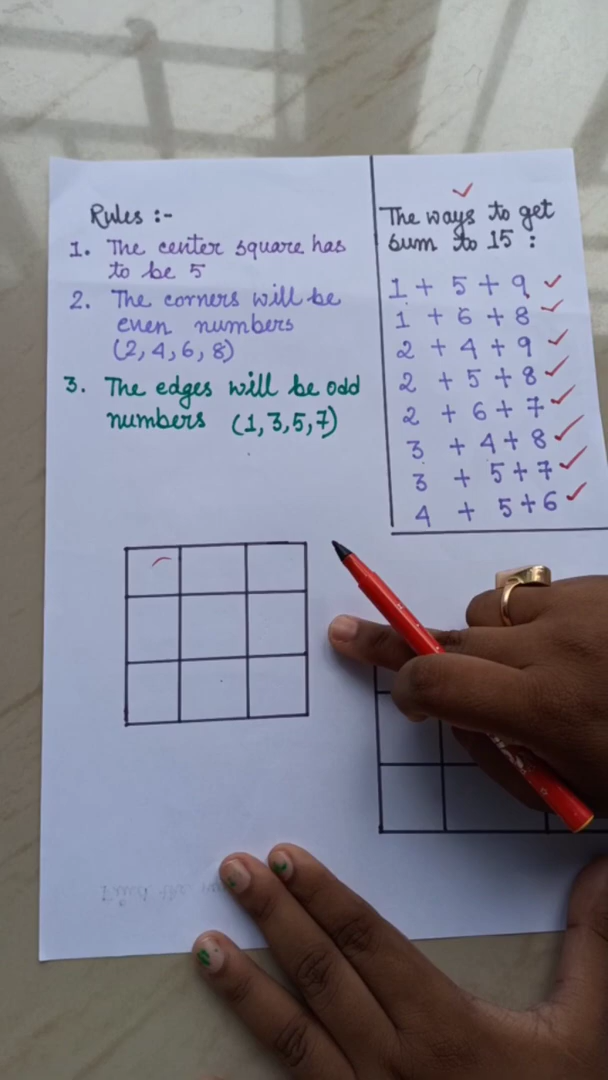 Rules :-
1. The center square has
to be 5
2. The corners will be
even numbers
(2, 4, 6, 8)
3. The edges will be odd
numbers (1,3,5,7)
The ways to get
sum to 15 :
1 + 5 + 9
1 + 6 + 8
2 + 4 + 9
2 + 5 + 8
2 + 6 + 7
3 + 4 + 8
3 + 5 + 7
4 + 5 + 6